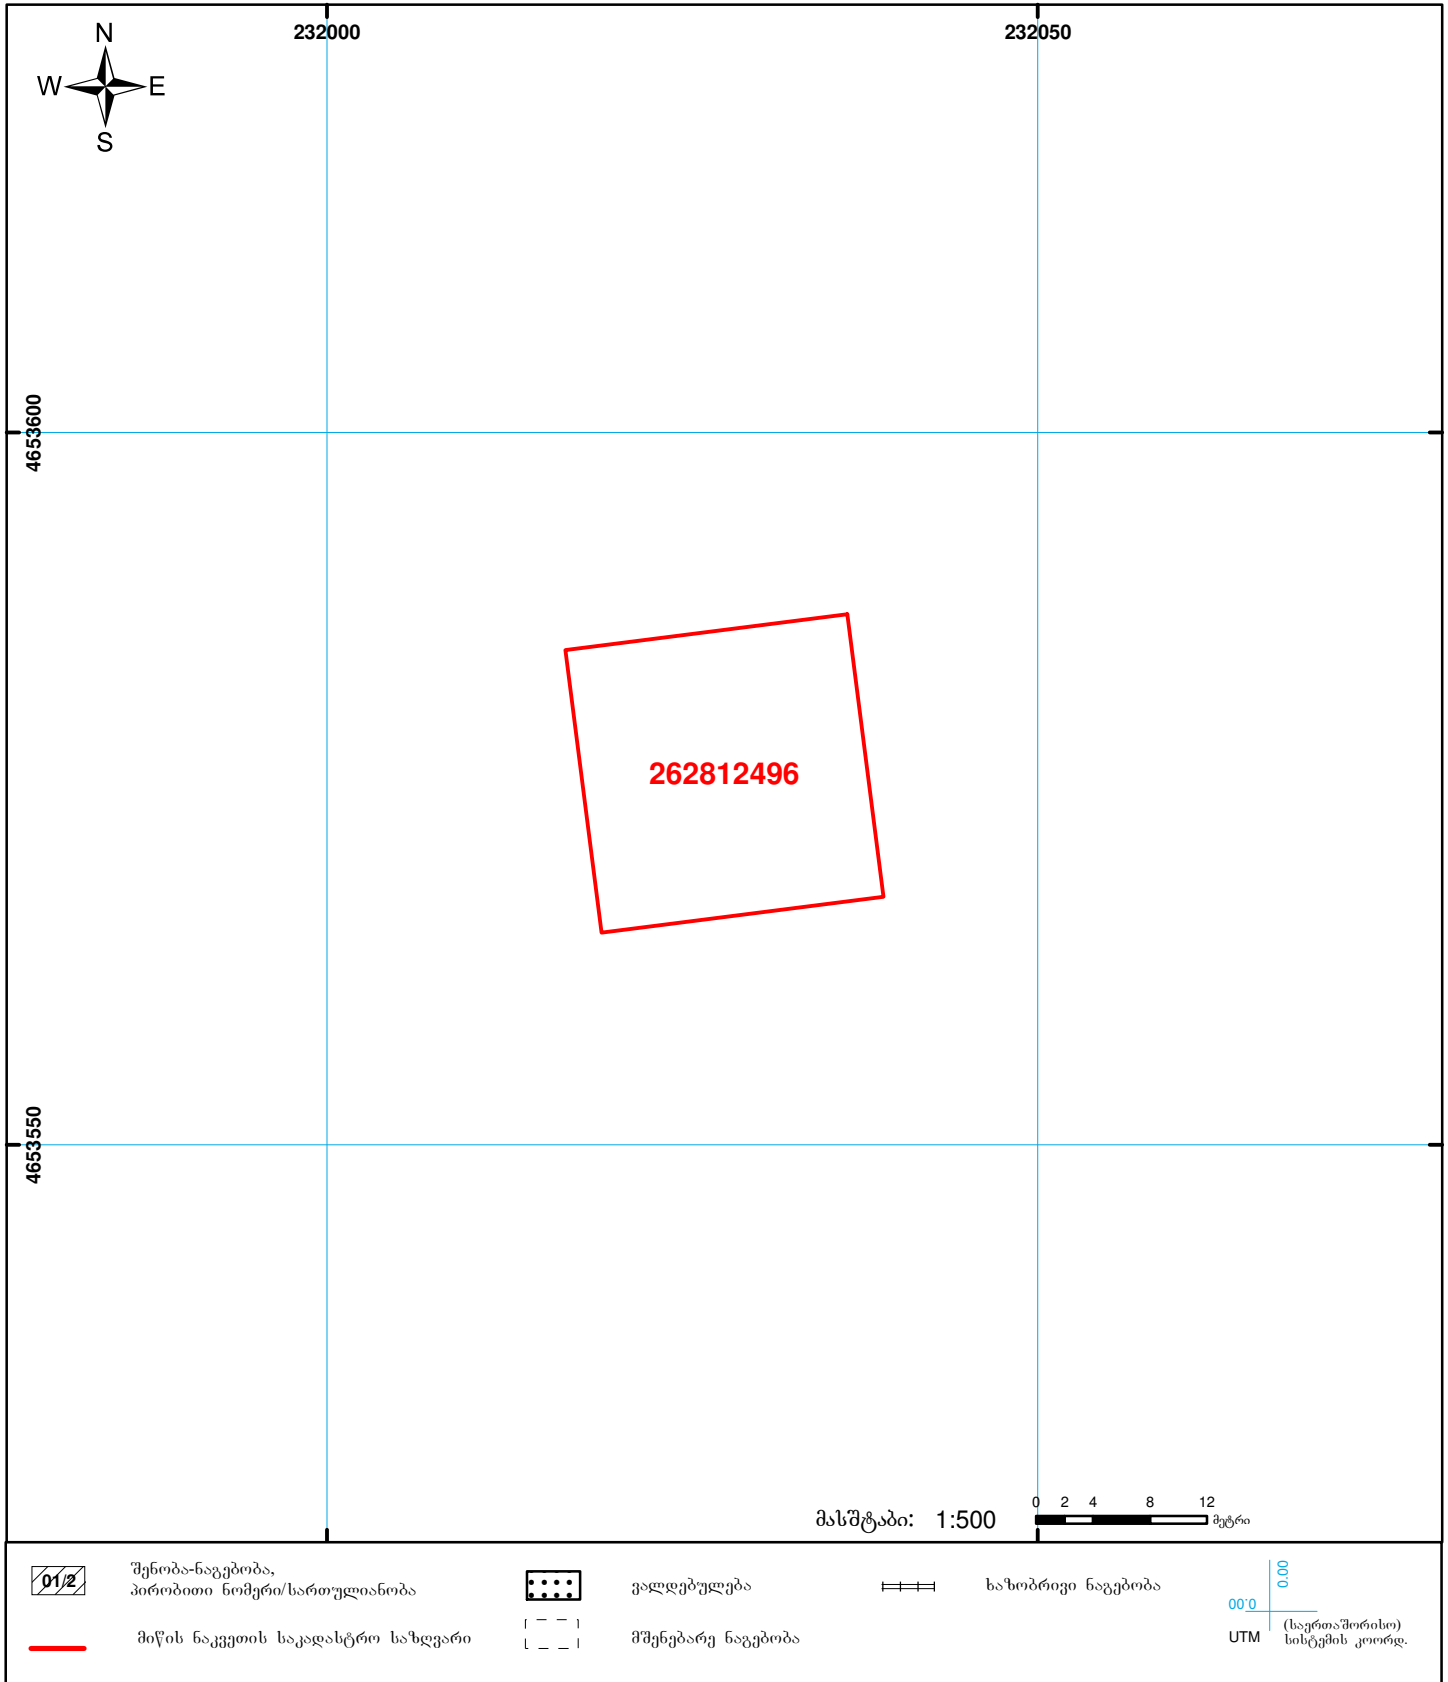 232000
232050
N
W
E
S
4653600
262812496
4653550
მასშტაბი: 1:500
0 2 4 8 12
მეტრი
01/2
შენობა-ნაგებობა,
პირობითი ნომერი/სართულიანობა
ვალდებულება
ხაზობრივი ნაგებობა
მიწის ნაკვეთის საკადასტრო საზღვარი
მშენებარე ნაგებობა
0.00
0.00
UTM
(საერთაშორისო)
სისტემის კოორდ.